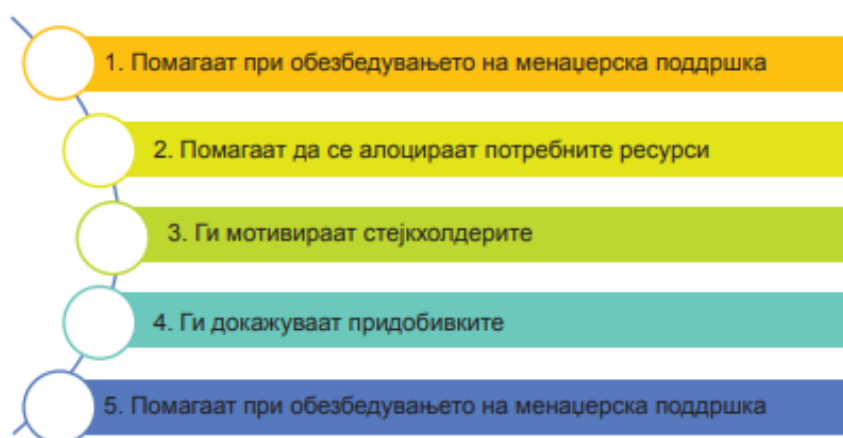 1. Помагаат при обезбедувањето на менаџерска поддршка
2. Помагаат да се алоцираат потребните ресурси
3. Ги мотивираат стејкхолдерите
4. Ги докажуваат придобивките
5. Помагаат при обезбедувањето на менаџерска поддршка